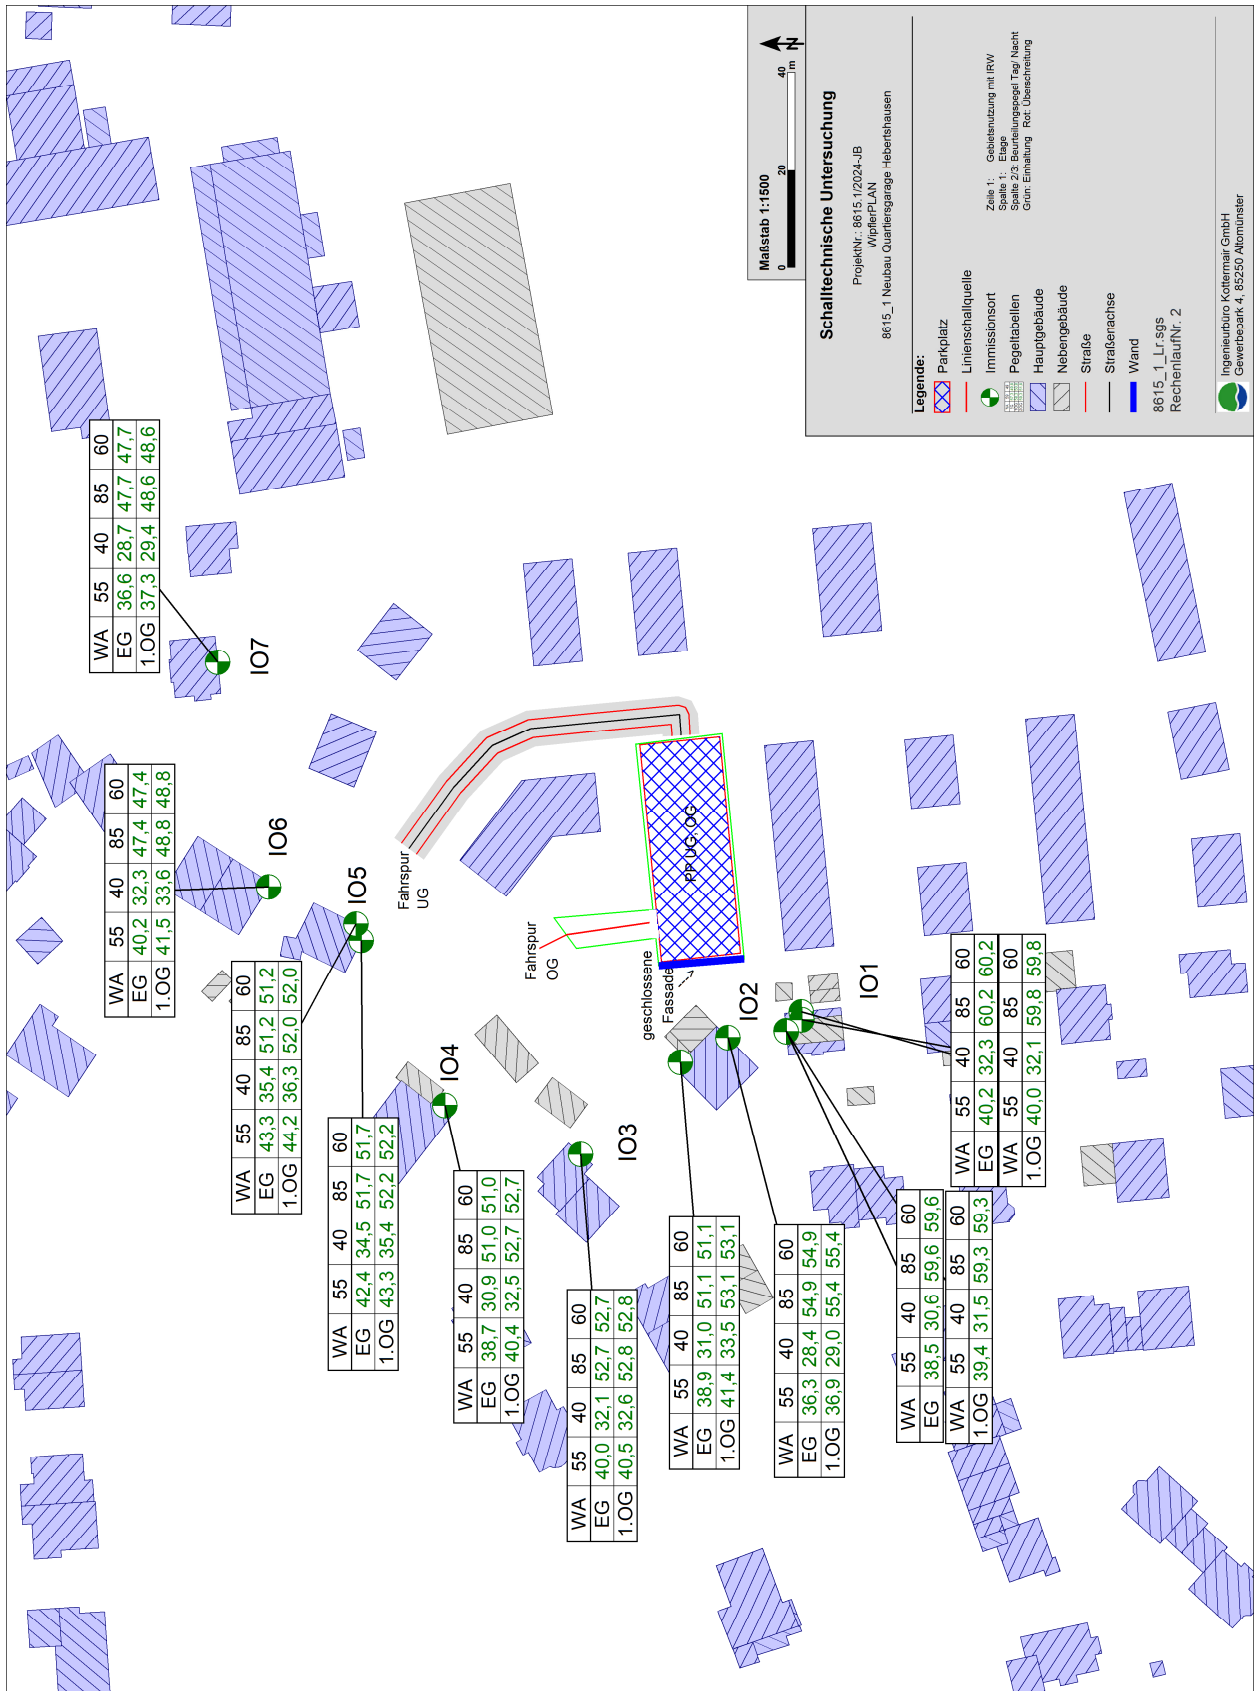 Maßstab 1:1500
0 20 40
m
N
Schalltechnische Untersuchung
ProjektNr.: 8615.1/2024-JB
WipflerPLAN
8615_1 Neubau Quartiersgarage Hebertshausen
Legende:
Parkplatz
Linienschallquelle
Immissionsort
Pegeltabellen
Hauptgebäude
Nebengebäude
Straße
Straßenachse
Wand
Zeile 1: Gebietsnutzung mit IRW
Spalte 1: Etage
Spalte 2/3: Beurteilungspegel Tag/ Nacht
Grün: Einhaltung Rot: Überschreitung
8615_1_Lr.sgs
RechenlaufNr. 2
Ingenieurbüro Kottermair GmbH
Gewerbepark 4, 85250 Altomünster
WA 55 40 85 60
EG 36,6 28,7 47,7 47,7
1.OG 37,3 29,4 48,6 48,6
IO7
WA 55 40 85 60
EG 40,2 32,3 47,4 47,4
1.OG 41,5 33,6 48,8 48,8
IO6
WA 55 40 85 60
EG 43,3 35,4 51,2 51,2
1.OG 44,2 36,3 52,0 52,0
IO5
WA 55 40 85 60
EG 42,4 34,5 51,7 51,7
1.OG 43,3 35,4 52,2 52,2
Fahrspur
UG
IO4
WA 55 40 85 60
EG 38,7 30,9 51,0 51,0
1.OG 40,4 32,5 52,7 52,7
Fahrspur
OG
IO3
WA 55 40 85 60
EG 40,0 32,1 52,7 52,7
1.OG 40,5 32,6 52,8 52,8
geschlossene
Fassade
PP UG, OG
IO2
WA 55 40 85 60
EG 38,9 31,0 51,1 51,1
1.OG 41,4 33,5 53,1 53,1
WA 55 40 85 60
EG 36,3 28,4 54,9 54,9
1.OG 36,9 29,0 55,4 55,4
IO1
WA 55 40 85 60
EG 38,5 30,6 59,6 59,6
WA 55 40 85 60
1.OG 39,4 31,5 59,3 59,3
WA 55 40 85 60
EG 40,2 32,3 60,2 60,2
WA 55 40 85 60
1.OG 40,0 32,1 59,8 59,8